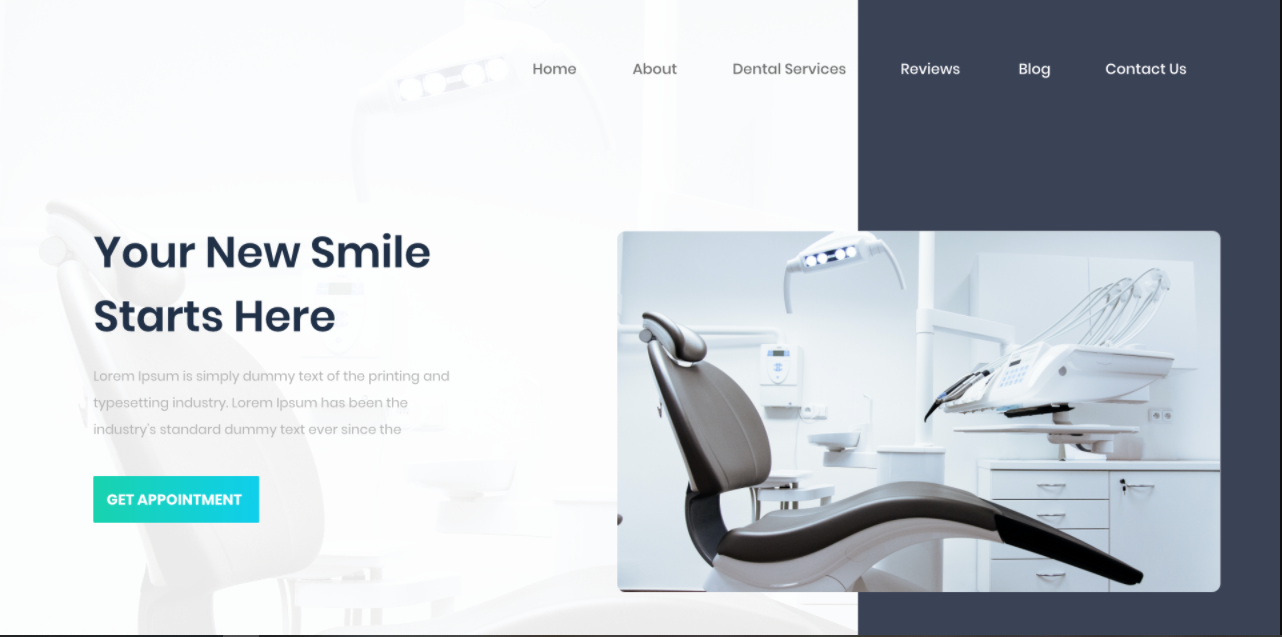 Home About Dental Services Reviews Blog Contact Us
Your New Smile
Starts Here
Lorem Ipsum is simply dummy text of the printing and
typesetting industry. Lorem Ipsum has been the
industry's standard dummy text ever since the
GET APPOINTMENT